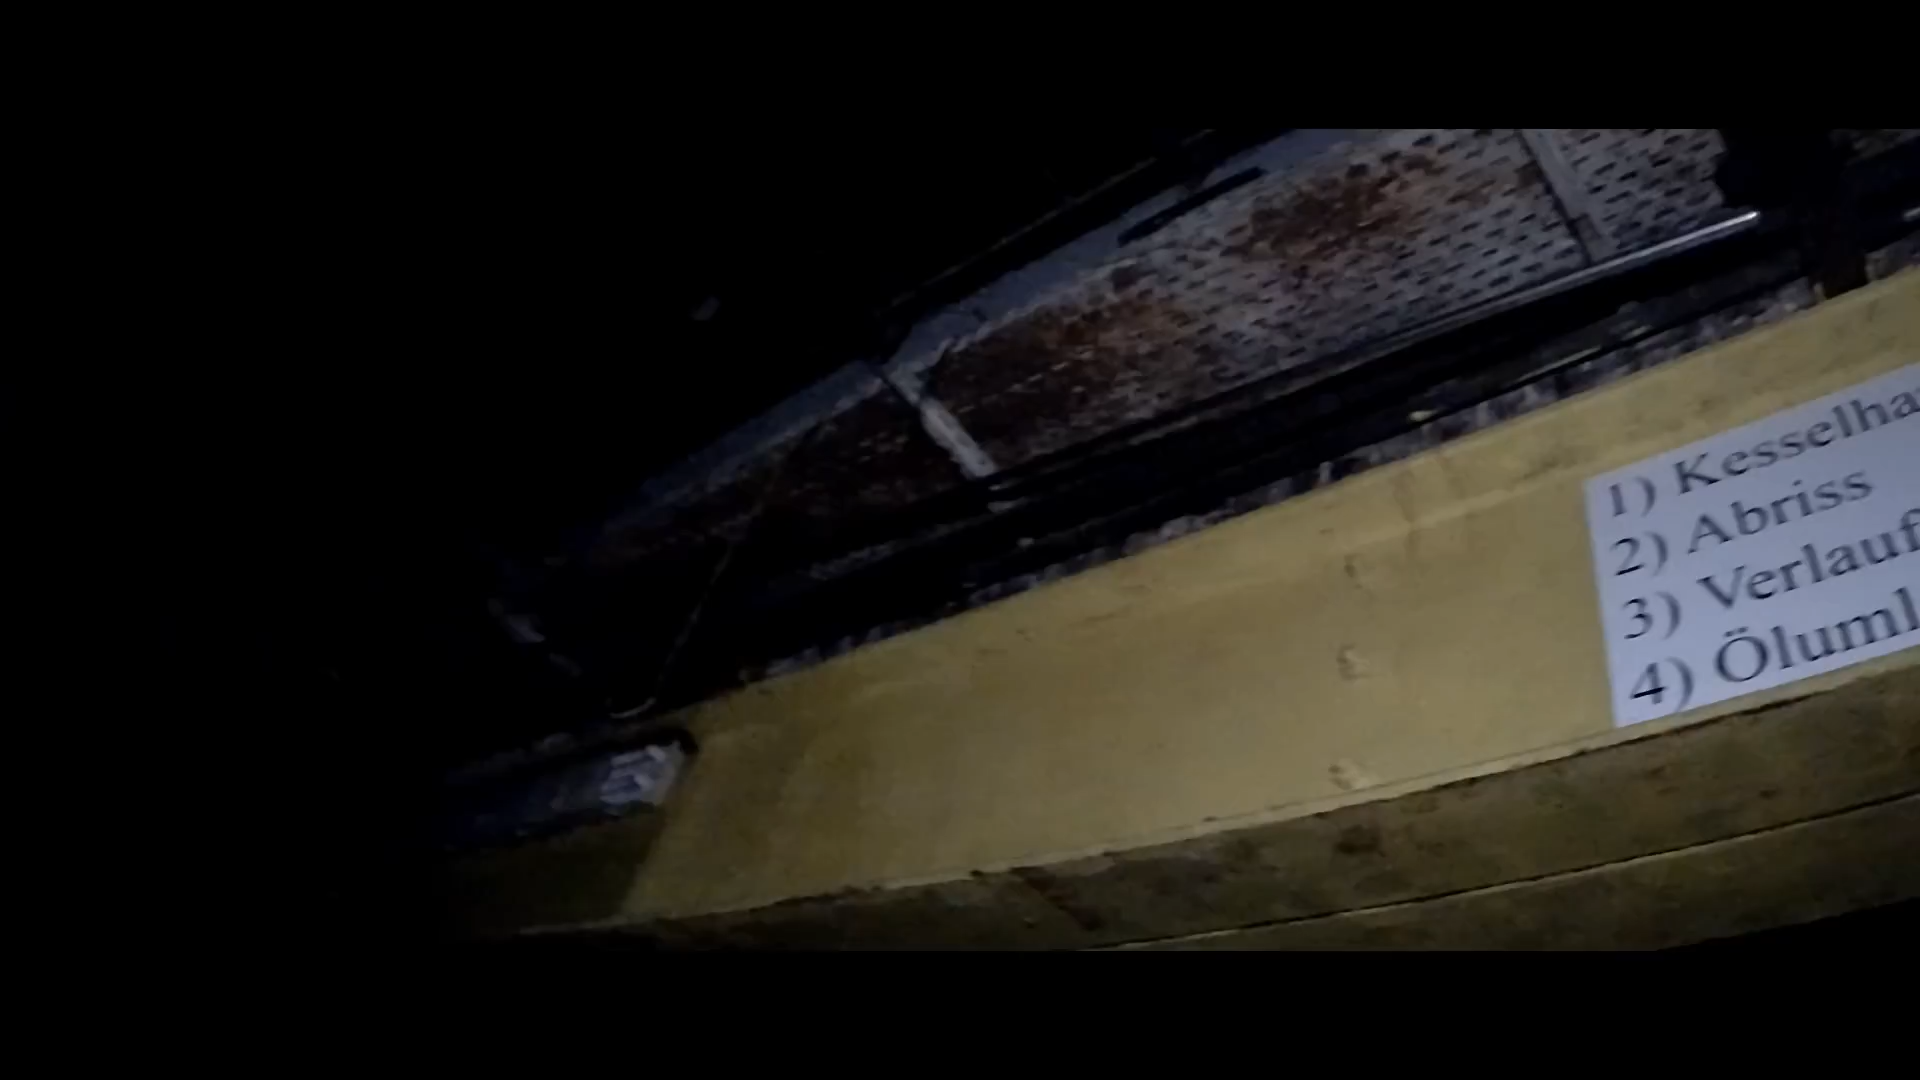 1) Kesselha
2) Abriss
3) Verlauf
4) Öluml